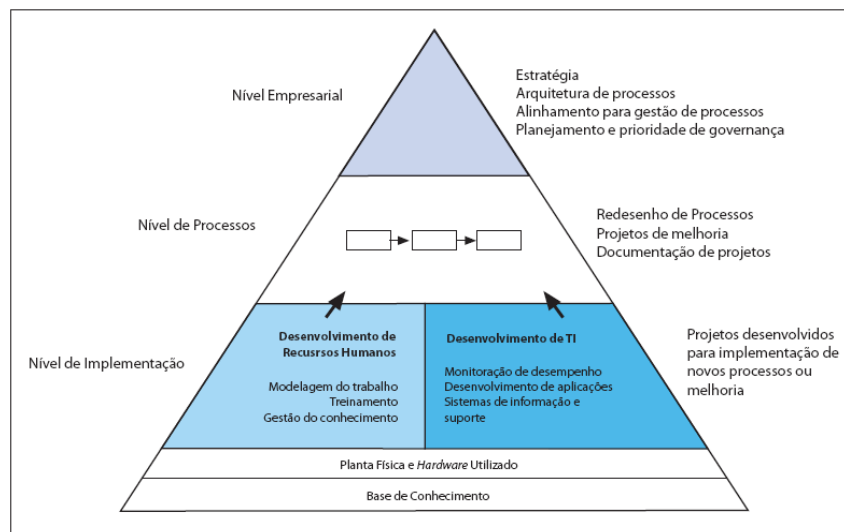 Nível Empresarial
Estratégia
Arquitetura de processos
Alinhamento para gestão de processos
Planejamento e prioridade de governança
Nível de Processos
Redesenho de Processos
Projetos de melhoria
Documentação de projetos
Nível de Implementação
Desenvolvimento de
Recusrsos Humanos
Modelagem do trabalho
Treinamento
Gestão do conhecimento
Desenvolvimento de TI
Monitoração de desempenho
Desenvolvimento de aplicações
Sistemas de informação e
suporte
Projetos desenvolvidos
para implementação de
novos processos ou
melhoria
Planta Física e Hardware Utilizado
Base de Conhecimento